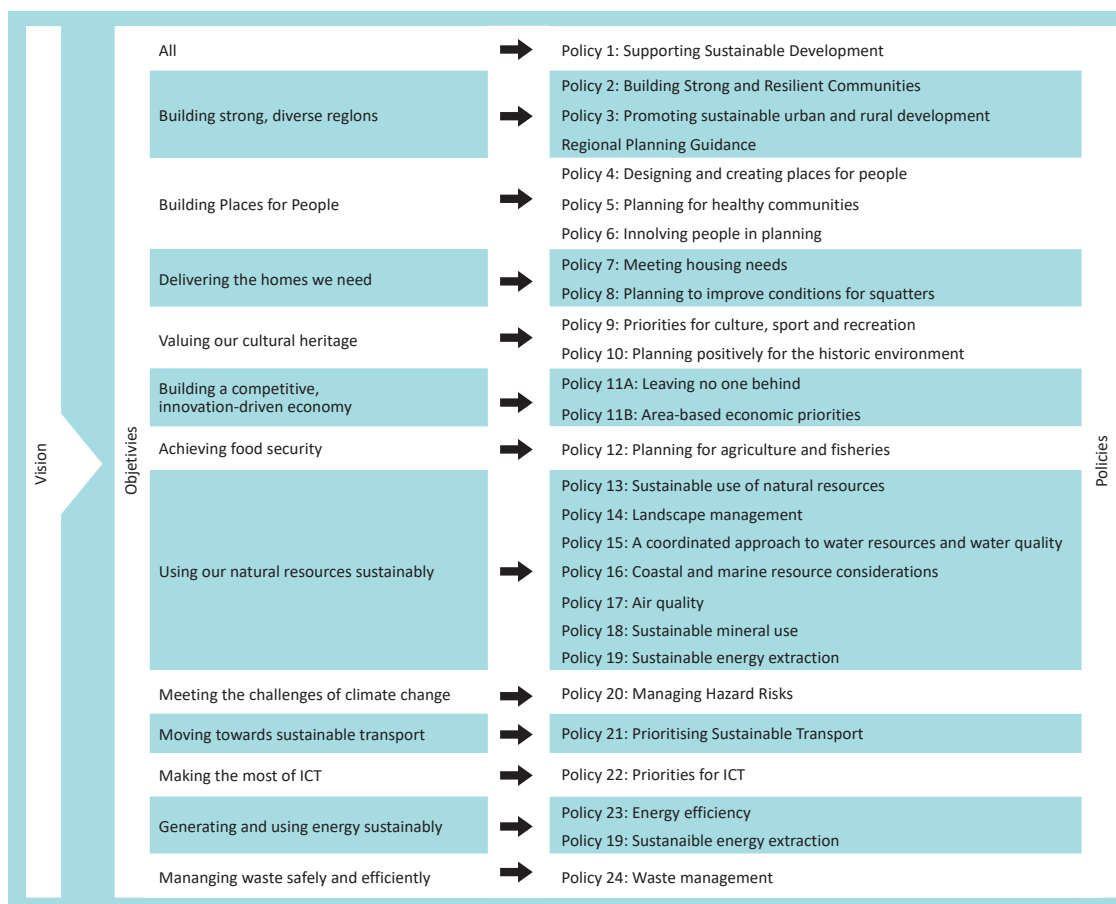 Vision
Objetivies
All
Policy 1: Supporting Sustainable Development
Building strong, diverse reglons
Policy 2: Building Strong and Resilient Communities
Policy 3: Promoting sustainable urban and rural development
Regional Planning Guidance
Building Places for People
Policy 4: Designing and creating places for people
Policy 5: Planning for healthy communities
Policy 6: Innolving people in planning
Delivering the homes we need
Policy 7: Meeting housing needs
Policy 8: Planning to improve conditions for squatters
Valuing our cultural heritage
Policy 9: Priorities for culture, sport and recreation
Policy 10: Planning positively for the historic environment
Building a competitive,
innovation-driven economy
Policy 11A: Leaving no one behind
Policy 11B: Area-based economic priorities
Achieving food security
Policy 12: Planning for agriculture and fisheries
Using our natural resources sustainably
Policy 13: Sustainable use of natural resources
Policy 14: Landscape management
Policy 15: A coordinated approach to water resources and water quality
Policy 16: Coastal and marine resource considerations
Policy 17: Air quality
Policy 18: Sustainable mineral use
Policy 19: Sustainable energy extraction
Meeting the challenges of climate change
Policy 20: Managing Hazard Risks
Moving towards sustainable transport
Policy 21: Prioritising Sustainable Transport
Making the most of ICT
Policy 22: Priorities for ICT
Generating and using energy sustainably
Policy 23: Energy efficiency
Policy 19: Sustanaible energy extraction
Mananging waste safely and efficiently
Policy 24: Waste management
Policies